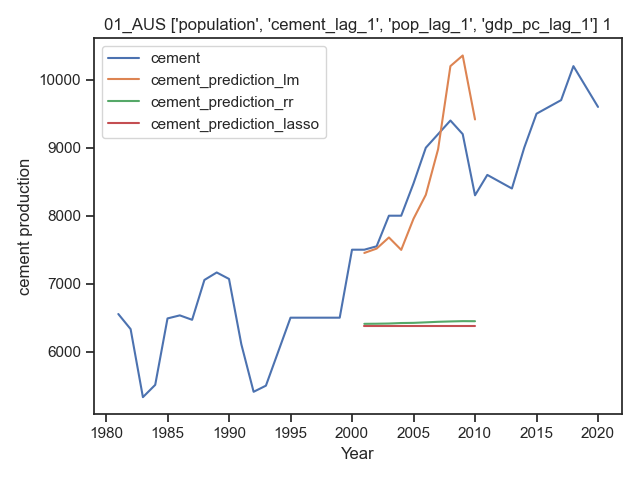 01_AUS ['population', 'cement_lag_1', 'pop_lag_1', 'gdp_pc_lag_1'] 1
cement
cement_prediction_lm
cement_prediction_rr
cement_prediction_lasso
cement production
10000
9000
8000
7000
6000
1980 1985 1990 1995 2000 2005 2010 2015 2020
Year